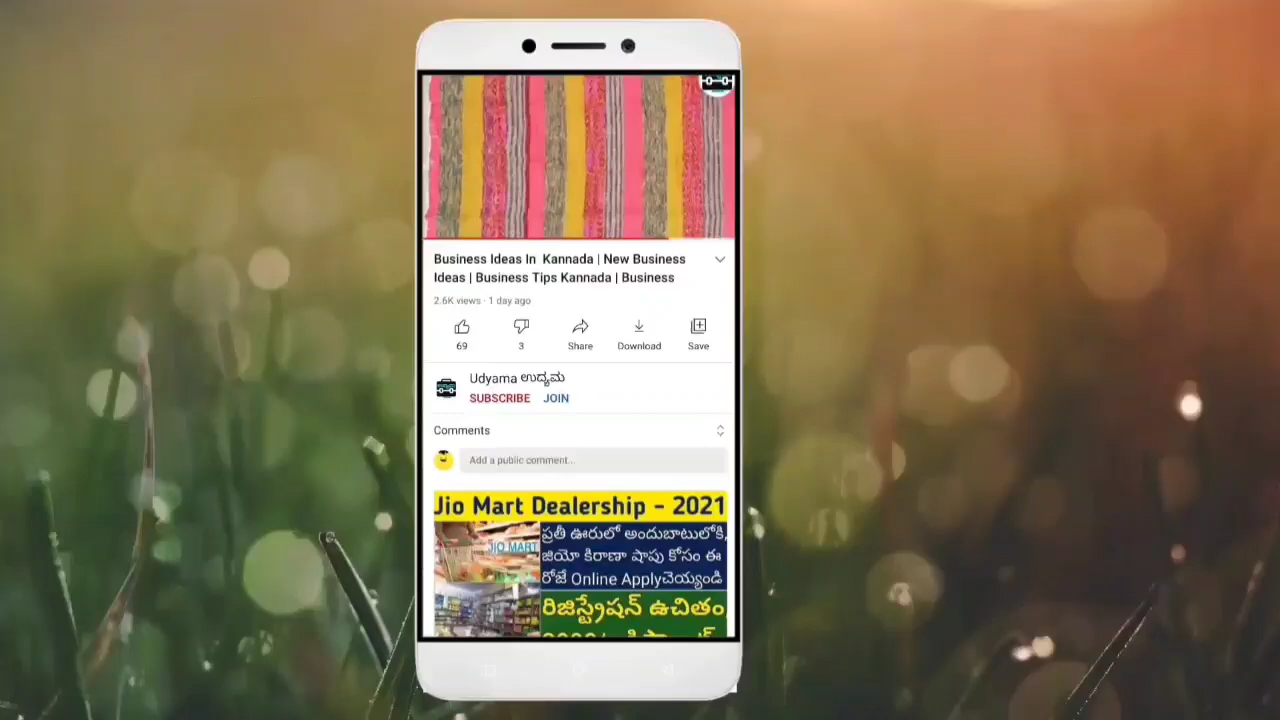 Business Ideas In Kannada | New Business
Ideas | Business Tips Kannada | Business
2.6K views · 1 day ago
69
3
Share
Download
Save
Udyama ಉದ್ಯಮ
SUBSCRIBE JOIN
Comments
Add a public comment...
Jio Mart Dealership - 2021
JIO MART
ప్రతీ ఊరులో అందుబాటులోకి,
జియో కిరాణా షాపు కోసం ఈ
రోజే Online Applyచెయ్యండి
రిజిస్ట్రేషన్ ఉచితం,